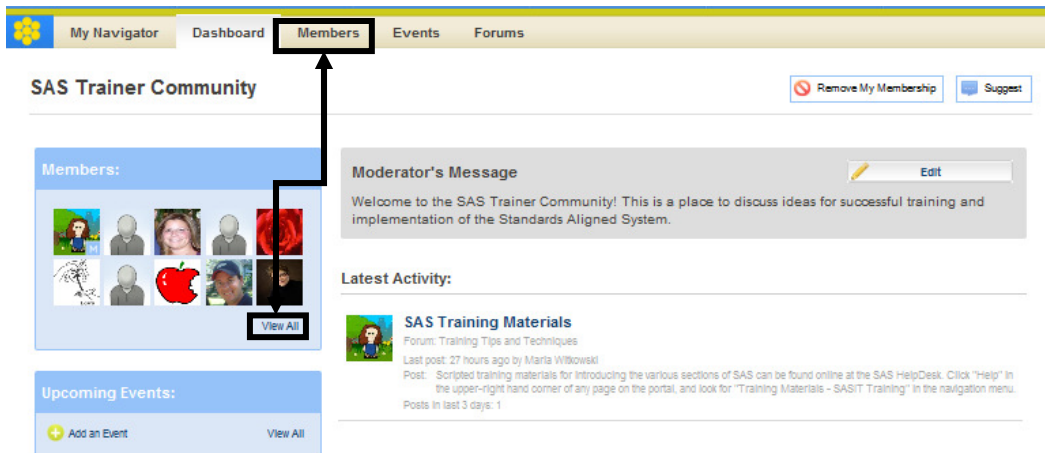 My Navigator Dashboard Members Events Forums
SAS Trainer Community
Remove My Membership Suggest
Members:
M
View All
Upcoming Events:
Add an Event View All
Moderator's Message Edit
Welcome to the SAS Trainer Community! This is a place to discuss ideas for successful training and
implementation of the Standards Aligned System.
Latest Activity:
SAS Training Materials
Forum: Training Tips and Techniques
Last post: 27 hours ago by Maria Witkowski
Post: Scripted training materials for introducing the various sections of SAS can be found online at the SAS HelpDesk. Click "Help" in
the upper-right hand corner of any page on the portal, and look for "Training Materials - SASIT Training" in the navigation menu.
Posts in last 3 days: 1